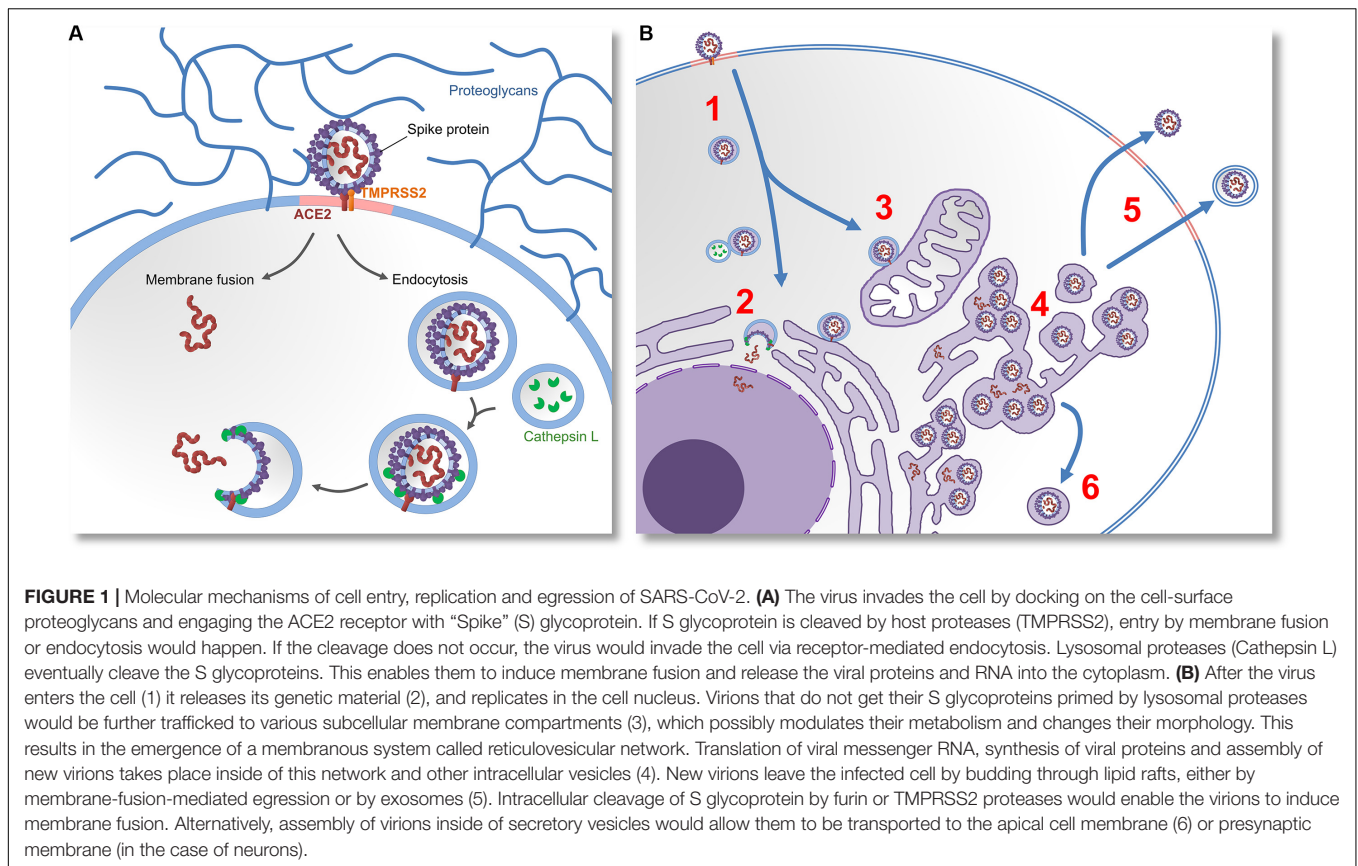 A
Proteoglycans
Spike protein
TMPRSS2
ACE2
Membrane fusion
Endocytosis
Cathepsin L
B
1
2
3
4
5
6
FIGURE 1 | Molecular mechanisms of cell entry, replication and egression of SARS-CoV-2. (A) The virus invades the cell by docking on the cell-surface
proteoglycans and engaging the ACE2 receptor with “Spike” (S) glycoprotein. If S glycoprotein is cleaved by host proteases (TMPRSS2), entry by membrane fusion
or endocytosis would happen. If the cleavage does not occur, the virus would invade the cell via receptor-mediated endocytosis. Lysosomal proteases (Cathepsin L)
eventually cleave the S glycoproteins. This enables them to induce membrane fusion and release the viral proteins and RNA into the cytoplasm. (B) After the virus
enters the cell (1) it releases its genetic material (2), and replicates in the cell nucleus. Virions that do not get their S glycoproteins primed by lysosomal proteases
would be further trafficked to various subcellular membrane compartments (3), which possibly modulates their metabolism and changes their morphology. This
results in the emergence of a membranous system called reticulovesicular network. Translation of viral messenger RNA, synthesis of viral proteins and assembly of
new virions takes place inside of this network and other intracellular vesicles (4). New virions leave the infected cell by budding through lipid rafts, either by
membrane-fusion-mediated egression or by exosomes (5). Intracellular cleavage of S glycoprotein by furin or TMPRSS2 proteases would enable the virions to induce
membrane fusion. Alternatively, assembly of virions inside of secretory vesicles would allow them to be transported to the apical cell membrane (6) or presynaptic
membrane (in the case of neurons).